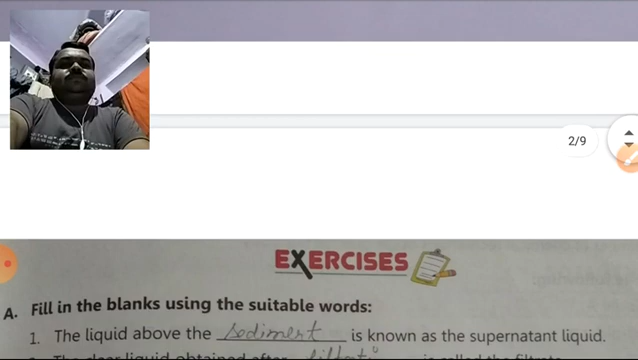 2/9
EXERCISES
A. Fill in the blanks using the suitable words:
1. The liquid above the sediment is known as the supernatant liquid.